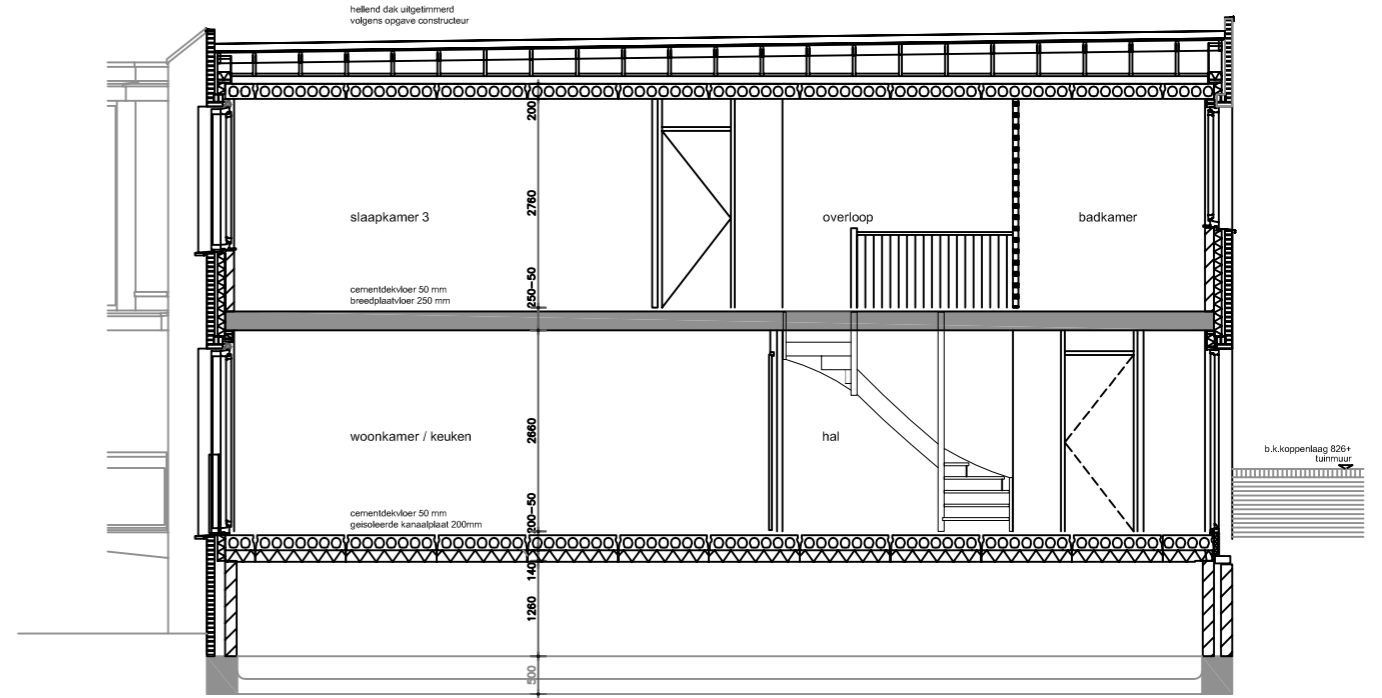 hellend dak uitgetimmerd
volgens opgave constructeur
200
2760
slaapkamer 3
overloop
badkamer
cementdekvloer 50 mm
breedplaatvloer 250 mm
250-50
woonkamer / keuken
2660
hal
b.k.koppenlaag 826+
tuinmuur
cementdekvloer 50 mm
geisoleerde kanaalplaat 200mm
200-50
140
1260
500